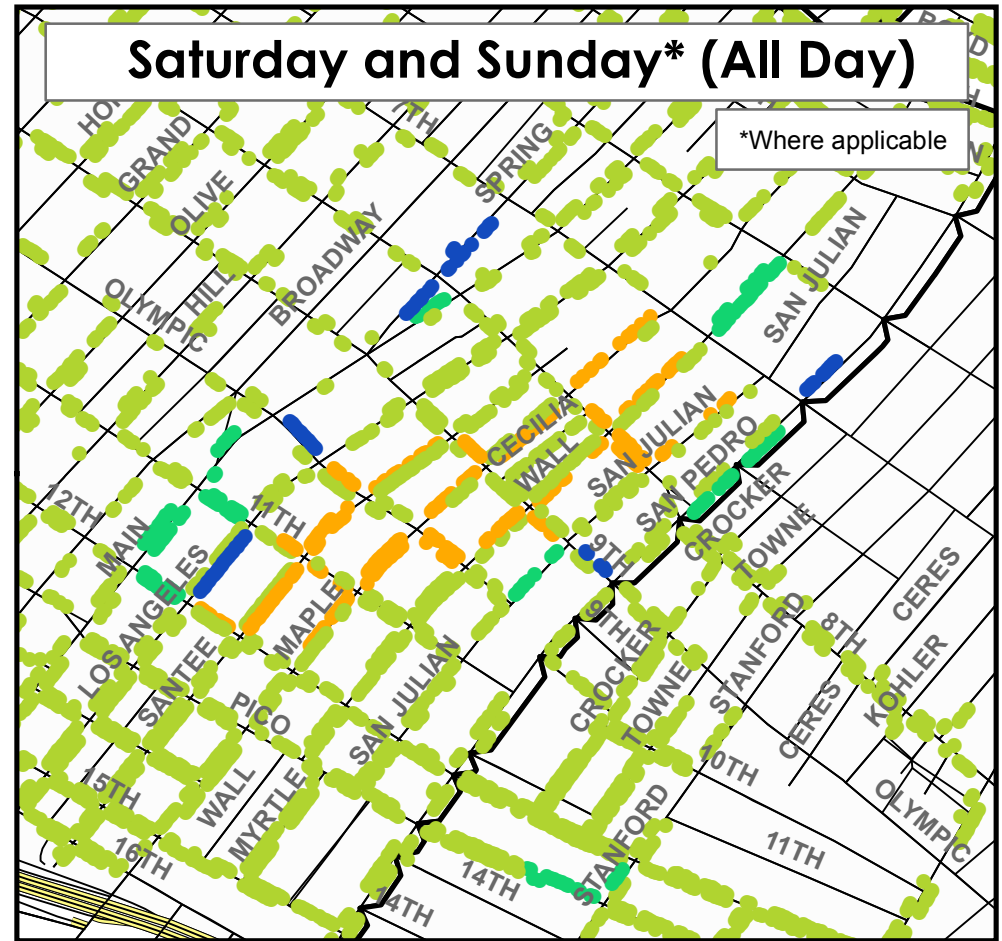 Saturday and Sunday* (All Day)
*Where applicable
7TH
GRAND
SPRING
OLIVE
BROADWAY
HILL
OLYMPIC
SAN JULIAN
CECILIA
WALL
SAN JULIAN
SAN PEDRO
CROCKER
TOWNE
12TH
11TH
MAIN
9TH
LOS ANGELES
MAPLE
SANTEE
9TH
CROCKER
TOWNE
STANFORD
8TH
CERES
KOHLER
CERES
PICO
SAN JULIAN
10TH
OLYMPIC
15TH
WALL
MYRTLE
16TH
STANFORD
11TH
14TH
14TH